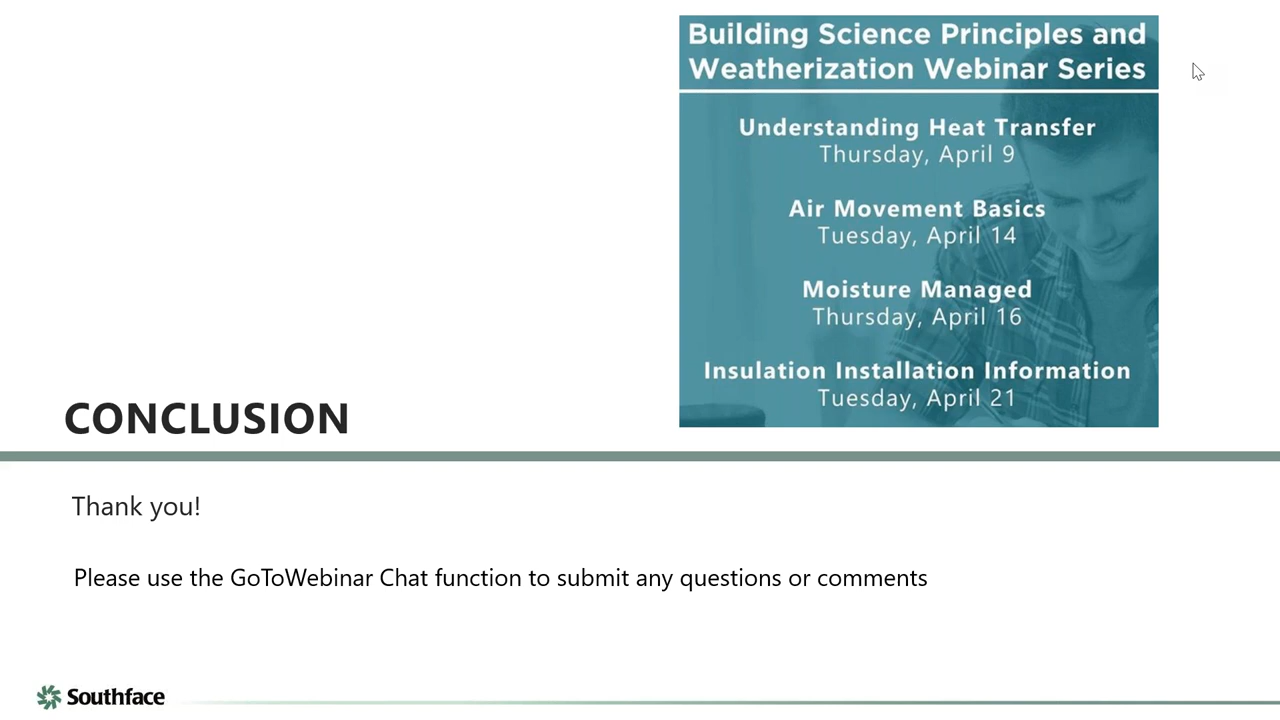 Building Science Principles and
Weatherization Webinar Series
Understanding Heat Transfer
Thursday, April 9
Air Movement Basics
Tuesday, April 14
Moisture Managed
Thursday, April 16
Insulation Installation Information
Tuesday, April 21
CONCLUSION
Thank you!
Please use the GoToWebinar Chat function to submit any questions or comments
Southface